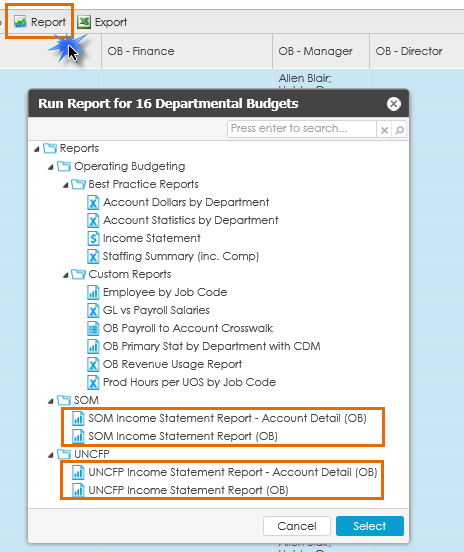 Report Export
OB - Finance OB - Manager OB - Director
Allen Blair;
Run Report for 16 Departmental Budgets
Press enter to search...
Reports
Operating Budgeting
Best Practice Reports
Account Dollars by Department
Account Statistics by Department
Income Statement
Staffing Summary (inc. Comp)
Custom Reports
Employee by Job Code
GL vs Payroll Salaries
OB Payroll to Account Crosswalk
OB Primary Stat by Department with CDM
OB Revenue Usage Report
Prod Hours per UOS by Job Code
SOM
SOM Income Statement Report - Account Detail (OB)
SOM Income Statement Report (OB)
UNCFP
UNCFP Income Statement Report - Account Detail (OB)
UNCFP Income Statement Report (OB)
Cancel Select